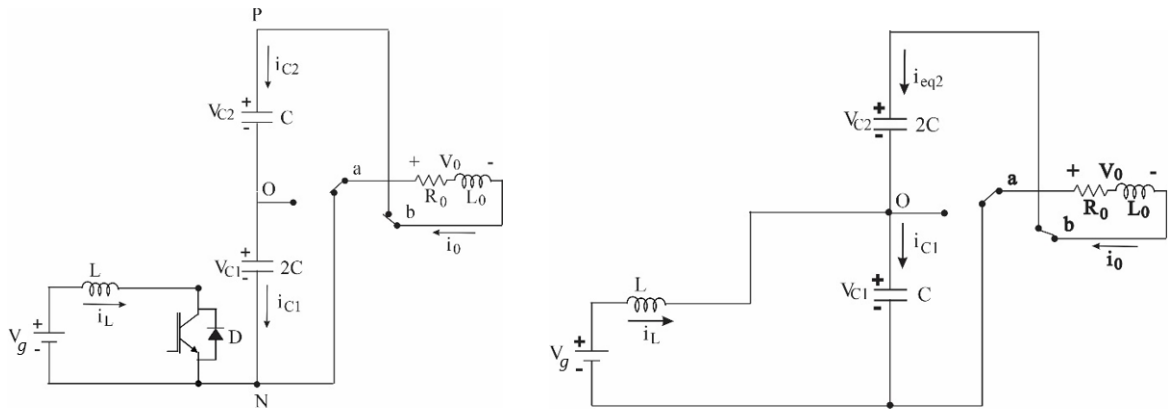 P
iC2
+
VC2
-
C
O
a
+ V0 -
R0 L0
b
i0
+
VC1
-
2C
iC1
L
iL
+
Vg
-
D
N
ieq2
+
VC2
-
2C
O
a
+ V0 -
R0 L0
b
i0
iC1
+
VC1
-
C
L
iL
+
Vg
-